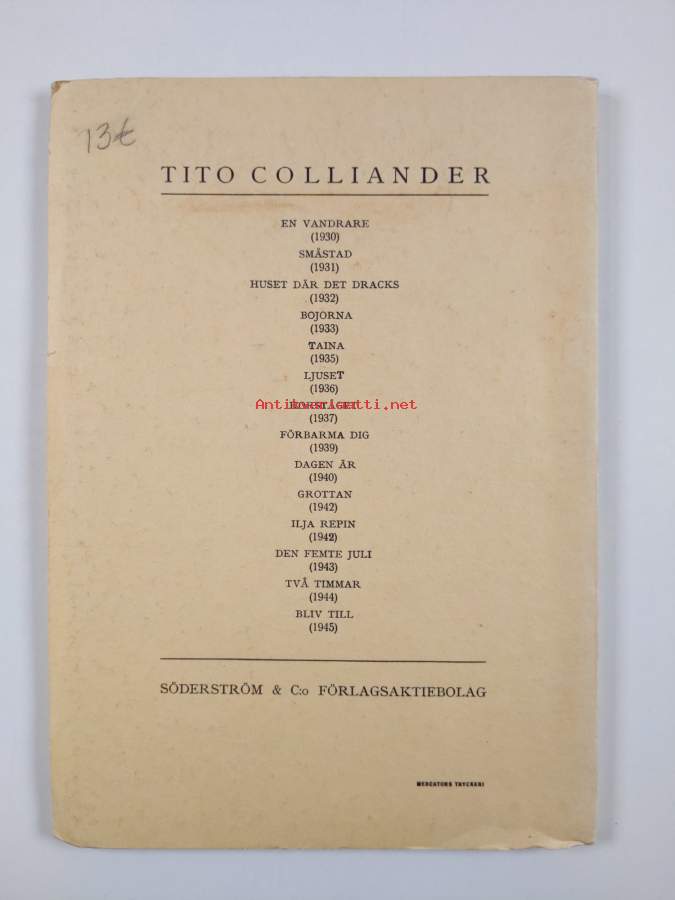 13€
TITO COLLIANDER
EN VANDRARE
(1930)
SMÅSTAD
(1931)
HUSET DÄR DET DRACKS
(1932)
BOJORNA
(1933)
TAINA
(1935)
LJUSET
(1936)
Antikvariaatti.net
(1937)
FÖRBARMA DIG
(1939)
DAGEN ÄR
(1940)
GROTTAN
(1942)
ILJA REPIN
(1942)
DEN FEMTE JULI
(1943)
TVÅ TIMMAR
(1944)
BLIV TILL
(1945)
SÖDERSTRÖM & C:o FÖRLAGSAKTIEBOLAG
MERCATORS TRYCKERI